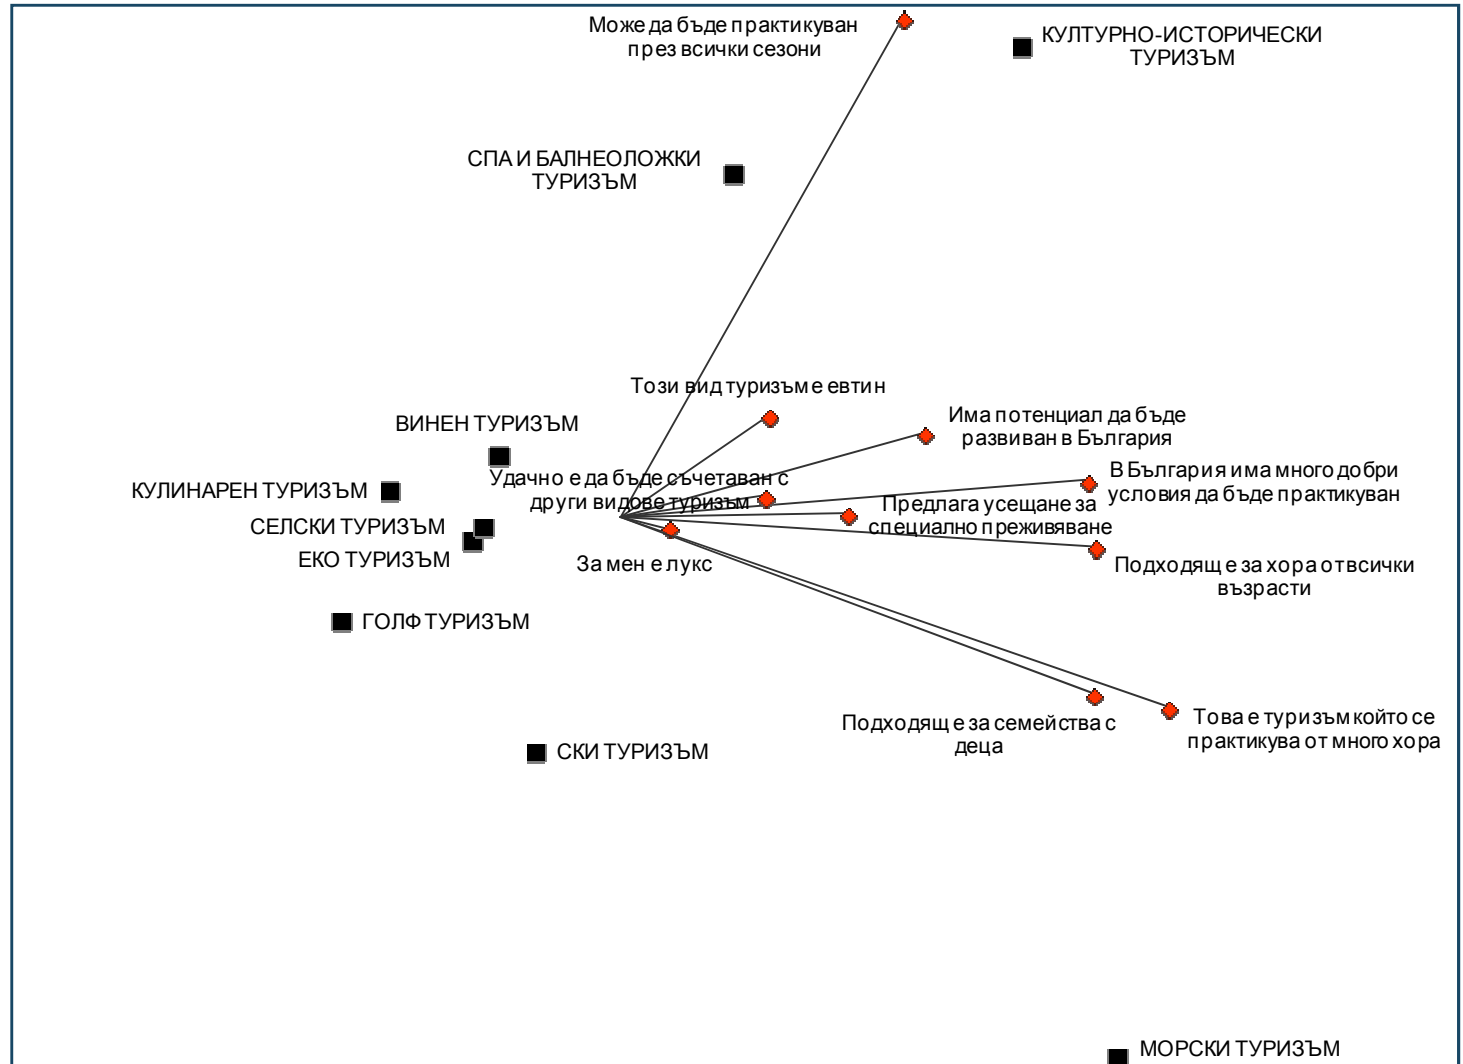 Може да бъде практикуван
през всички сезони
КУЛТУРНО-ИСТОРИЧЕСКИ
ТУРИЗЪМ
СПА И БАЛНЕОЛОЖКИ
ТУРИЗЪМ
Този вид туризъм е евтин
ВИНЕН ТУРИЗЪМ
Има потенциал да бъде
развиван в България
КУЛИНАРЕН ТУРИЗЪМ
Удачно е да бъде съчетаван с
други видове туризъм
В България има много добри
условия да бъде практикуван
Предлага усещане за
специално преживяване
СЕЛСКИ ТУРИЗЪМ
ЕКО ТУРИЗЪМ
За мен е лукс
Подходящ е за хора от всички
възрасти
ГОЛФ ТУРИЗЪМ
Подходящ е за семейства с
деца
Това е туризъм който се
практикува от много хора
СКИ ТУРИЗЪМ
МОРСКИ ТУРИЗЪМ